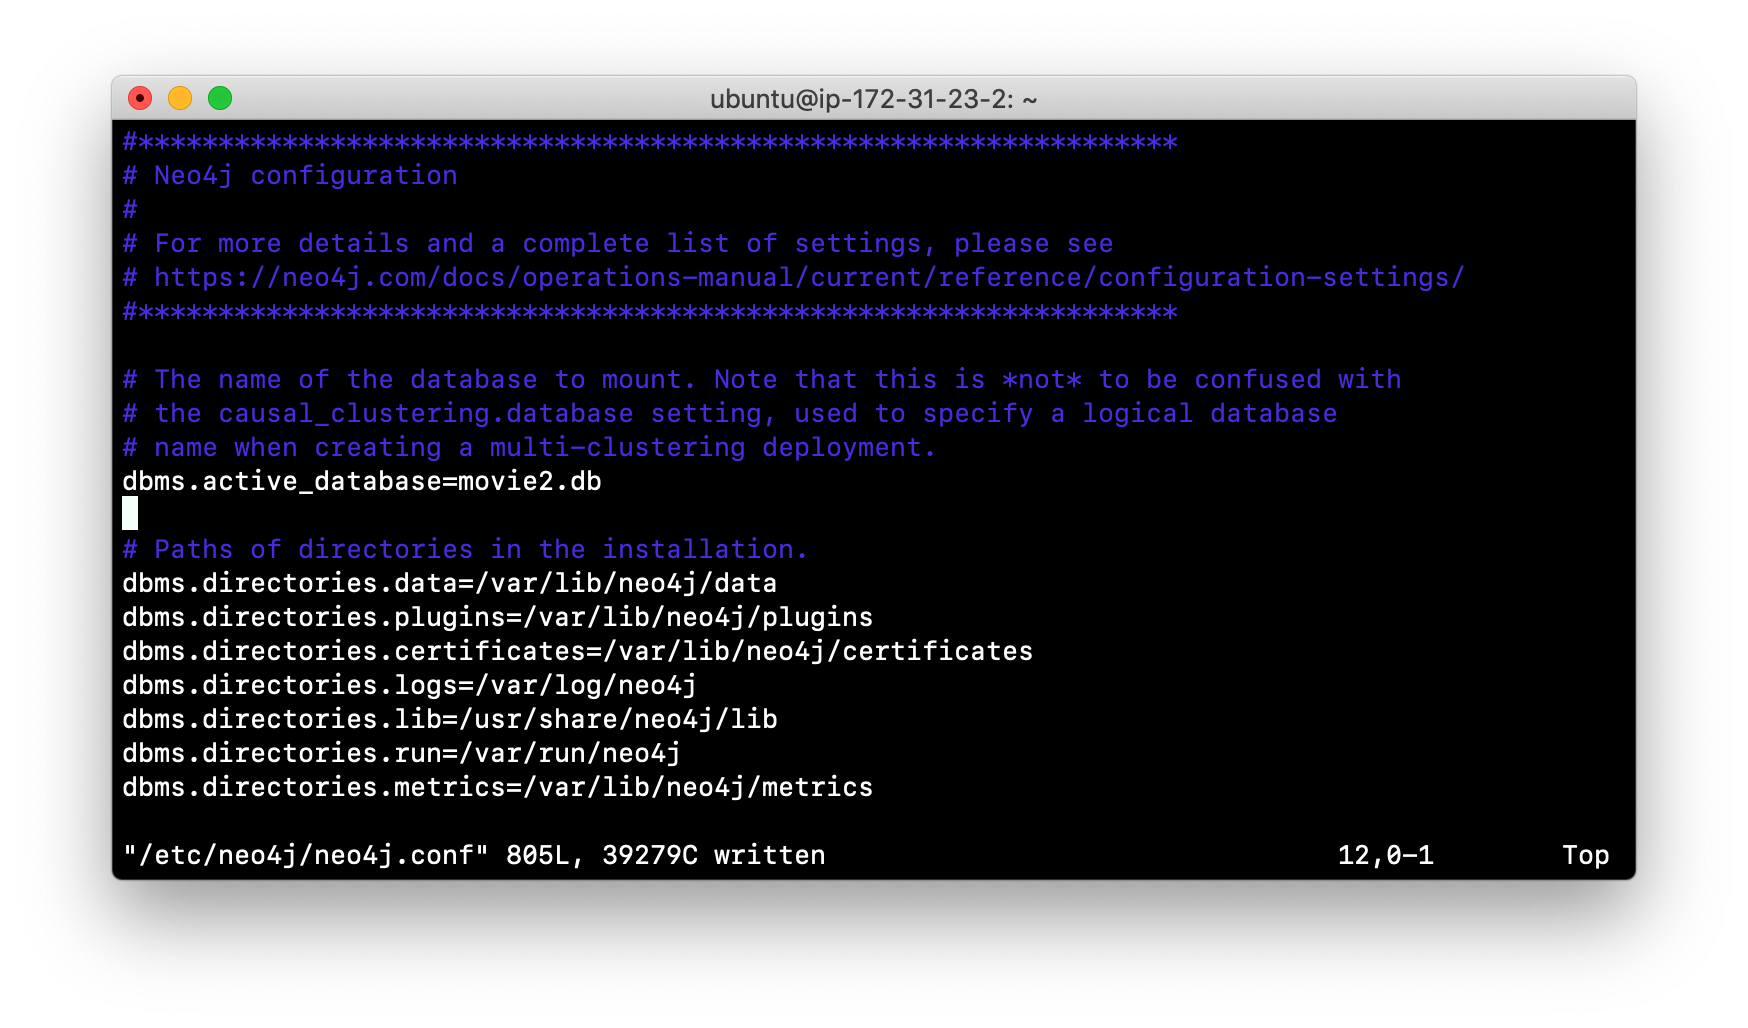 ubuntu@ip-172-31-23-2: ~
#*****************************************************************
# Neo4j configuration
#
# For more details and a complete list of settings, please see
# https://neo4j.com/docs/operations-manual/current/reference/configuration-settings/
#*****************************************************************
# The name of the database to mount. Note that this is *not* to be confused with
# the causal_clustering.database setting, used to specify a logical database
# name when creating a multi-clustering deployment.
dbms.active_database=movie2.db
# Paths of directories in the installation.
dbms.directories.data=/var/lib/neo4j/data
dbms.directories.plugins=/var/lib/neo4j/plugins
dbms.directories.certificates=/var/lib/neo4j/certificates
dbms.directories.logs=/var/log/neo4j
dbms.directories.lib=/usr/share/neo4j/lib
dbms.directories.run=/var/run/neo4j
dbms.directories.metrics=/var/lib/neo4j/metrics
"/etc/neo4j/neo4j.conf" 805L, 39279C written 12,0-1 Top